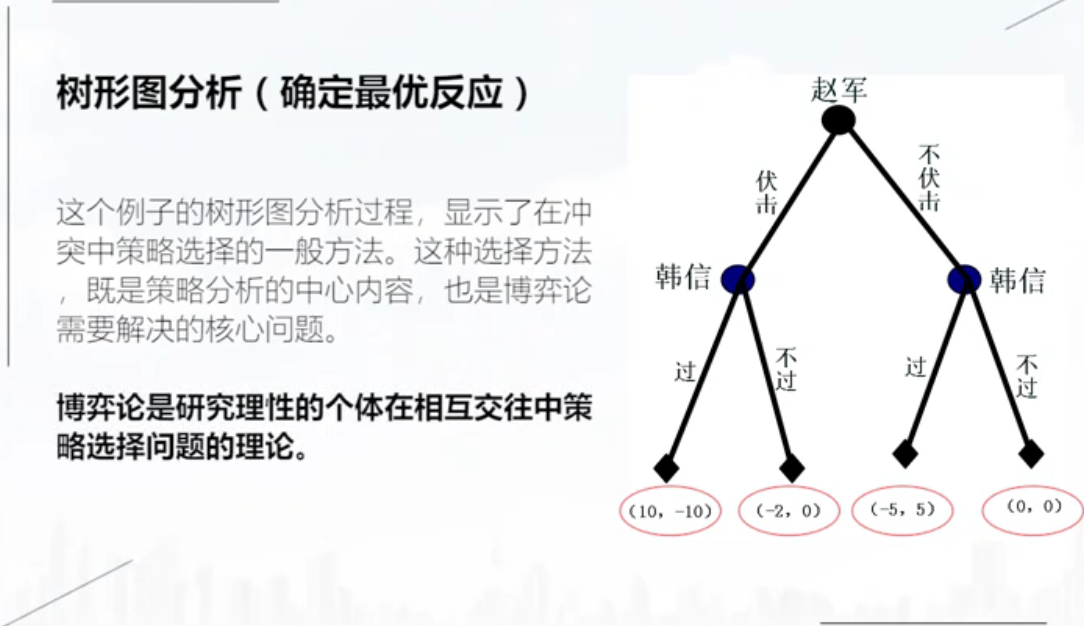 树形图分析（确定最优反应）
这个例子的树形图分析过程，显示了在冲
突中策略选择的一般方法。这种选择方法
，既是策略分析的中心内容，也是博弈论
需要解决的核心问题。
博弈论是研究理性的个体在相互交往中策
略选择问题的理论。
赵军
伏击
不伏击
韩信
韩信
过
不过
过
不过
（10，-10）
（-2，0）
（-5，5）
（0，0）